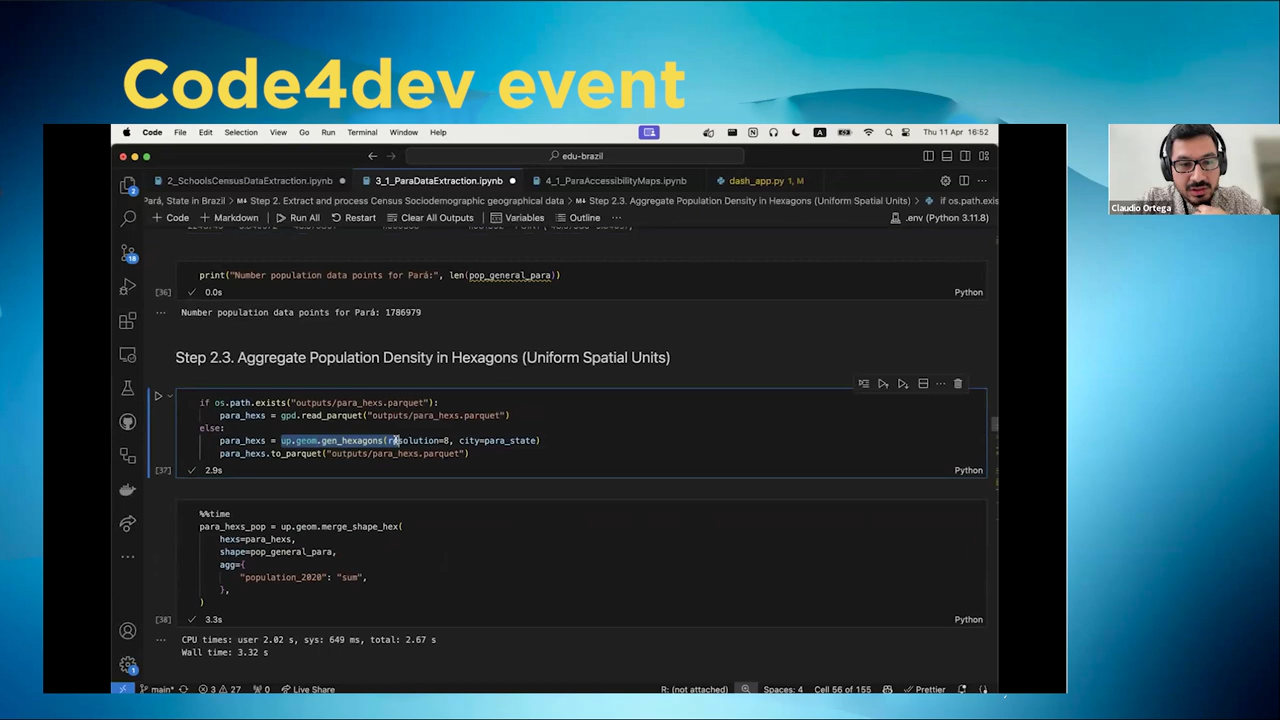 Code4dev event
Code File Edit Selection View Go Run Terminal Window Help
A
Thu 11 Apr 16:52
edu-brazil
2_SchoolsCensusDataExtraction.ipynb
3_1_ParaDataExtraction.ipynb
4_1_ParaAccessibilityMaps.ipynb
dash_app.py 1, M
Pará, State in Brazil > M↓ Step 2. Extract and process Census Sociodemographic geographical data > M↓ Step 2.3. Aggregate Population Density in Hexagons (Uniform Spatial Units) > if os.path.exis
+ Code + Markdown Run All Restart Clear All Outputs Variables Outline ...
.env (Python 3.11.8)
print("Number population data points for Pará:", len(pop_general_para))
[36] 0.0s Python
Number population data points for Pará: 1786979
Step 2.3. Aggregate Population Density in Hexagons (Uniform Spatial Units)
if os.path.exists("outputs/para_hexs.parquet"):
para_hexs = gpd.read_parquet("outputs/para_hexs.parquet")
else:
para_hexs = up.geom.gen_hexagons(resolution=8, city=para_state)
para_hexs.to_parquet("outputs/para_hexs.parquet")
[37] 2.9s Python
%%time
para_hexs_pop = up.geom.merge_shape_hex(
hexs=para_hexs,
shape=pop_general_para,
agg={
"population_2020": "sum",
},
)
[38] 3.3s Python
CPU times: user 2.02 s, sys: 649 ms, total: 2.67 s
Wall time: 3.32 s
2
18
1
main* 3 27 0 Live Share
R: (not attached) Spaces: 4 Cell 56 of 155 Prettier
Claudio Ortega